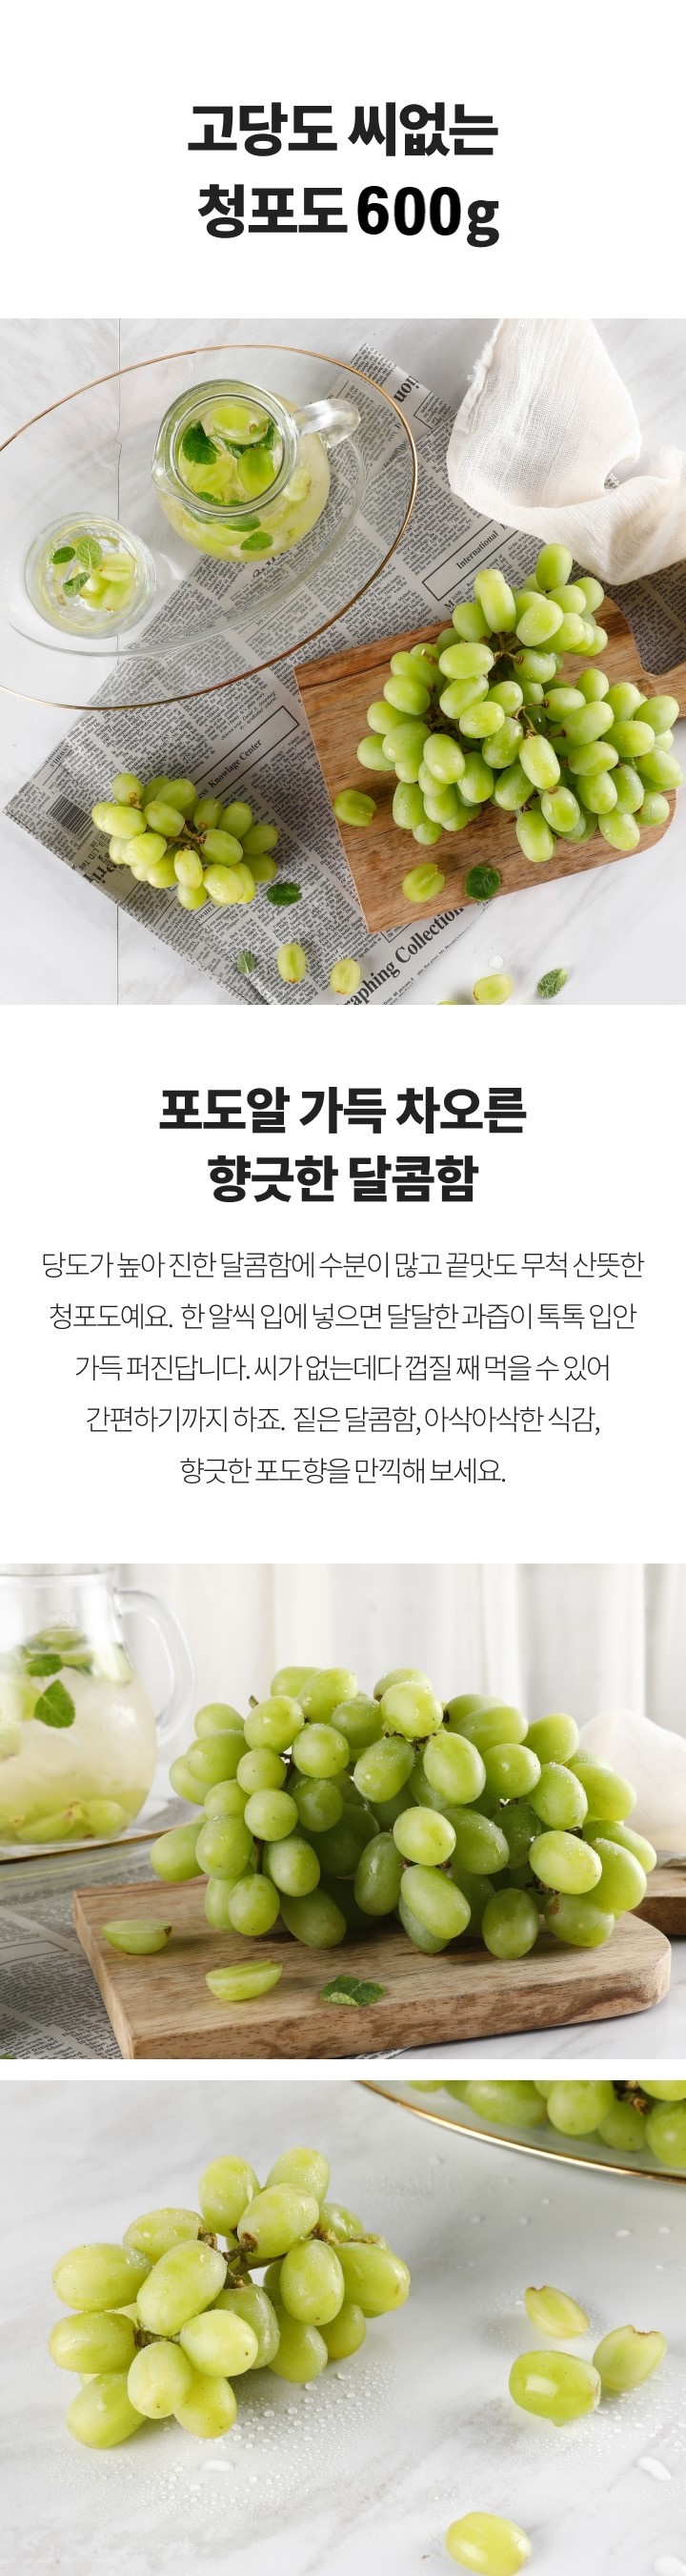 고당도 씨없는
청포도 600g
ion
International
Knowlage Center
raphing Collection
포도알 가득 차오른
향긋한 달콤함
당도가 높아 진한 달콤함에 수분이 많고 끝맛도 무척 산뜻한
청포도예요. 한 알씩 입에 넣으면 달달한 과즙이 톡톡 입안
가득 퍼진답니다. 씨가 없는데다 껍질 째 먹을 수 있어
간편하기까지 하죠. 짙은 달콤함, 아삭아삭한 식감,
향긋한 포도향을 만끽해 보세요.